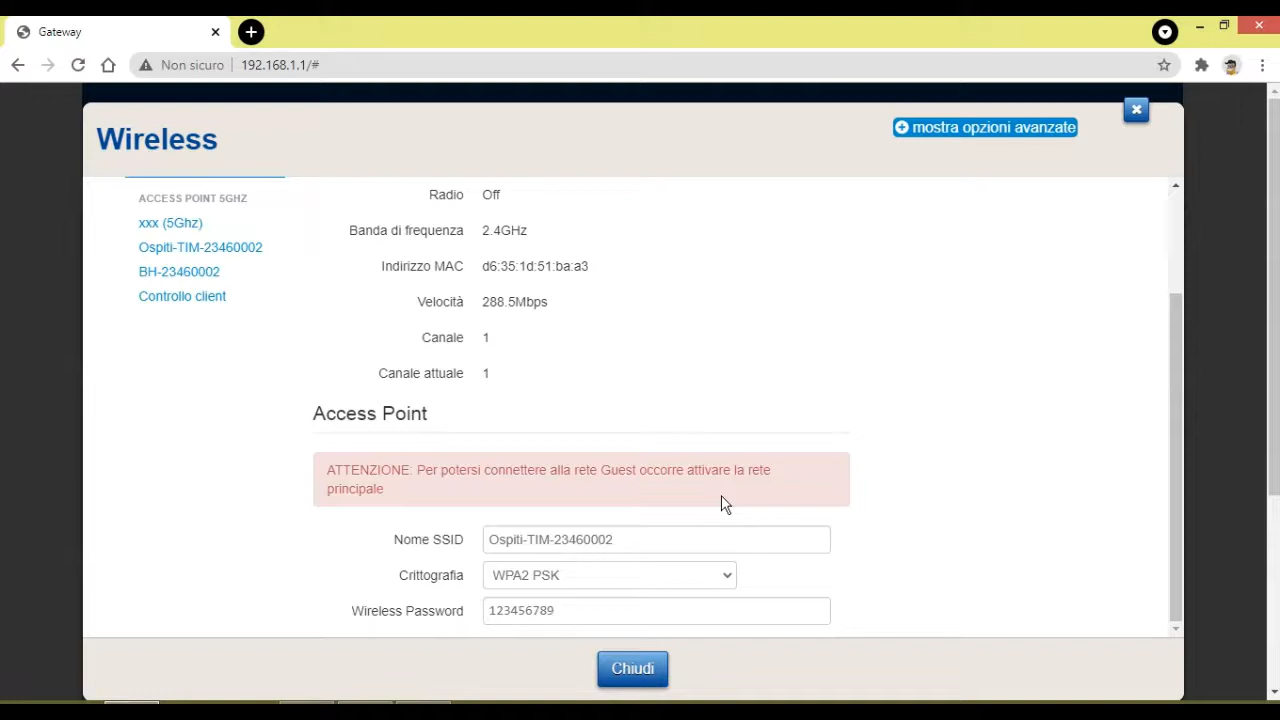 Gateway
Non sicuro
192.168.1.1/#
Wireless
mostra opzioni avanzate
ACCESS POINT 5GHZ
xxx (5Ghz)
Ospiti-TIM-23460002
BH-23460002
Controllo client
Radio Off
Banda di frequenza 2.4GHz
Indirizzo MAC d6:35:1d:51:ba:a3
Velocità 288.5Mbps
Canale 1
Canale attuale 1
Access Point
ATTENZIONE: Per potersi connettere alla rete Guest occorre attivare la rete
principale
Nome SSID Ospiti-TIM-23460002
Crittografia WPA2 PSK
Wireless Password 123456789
Chiudi